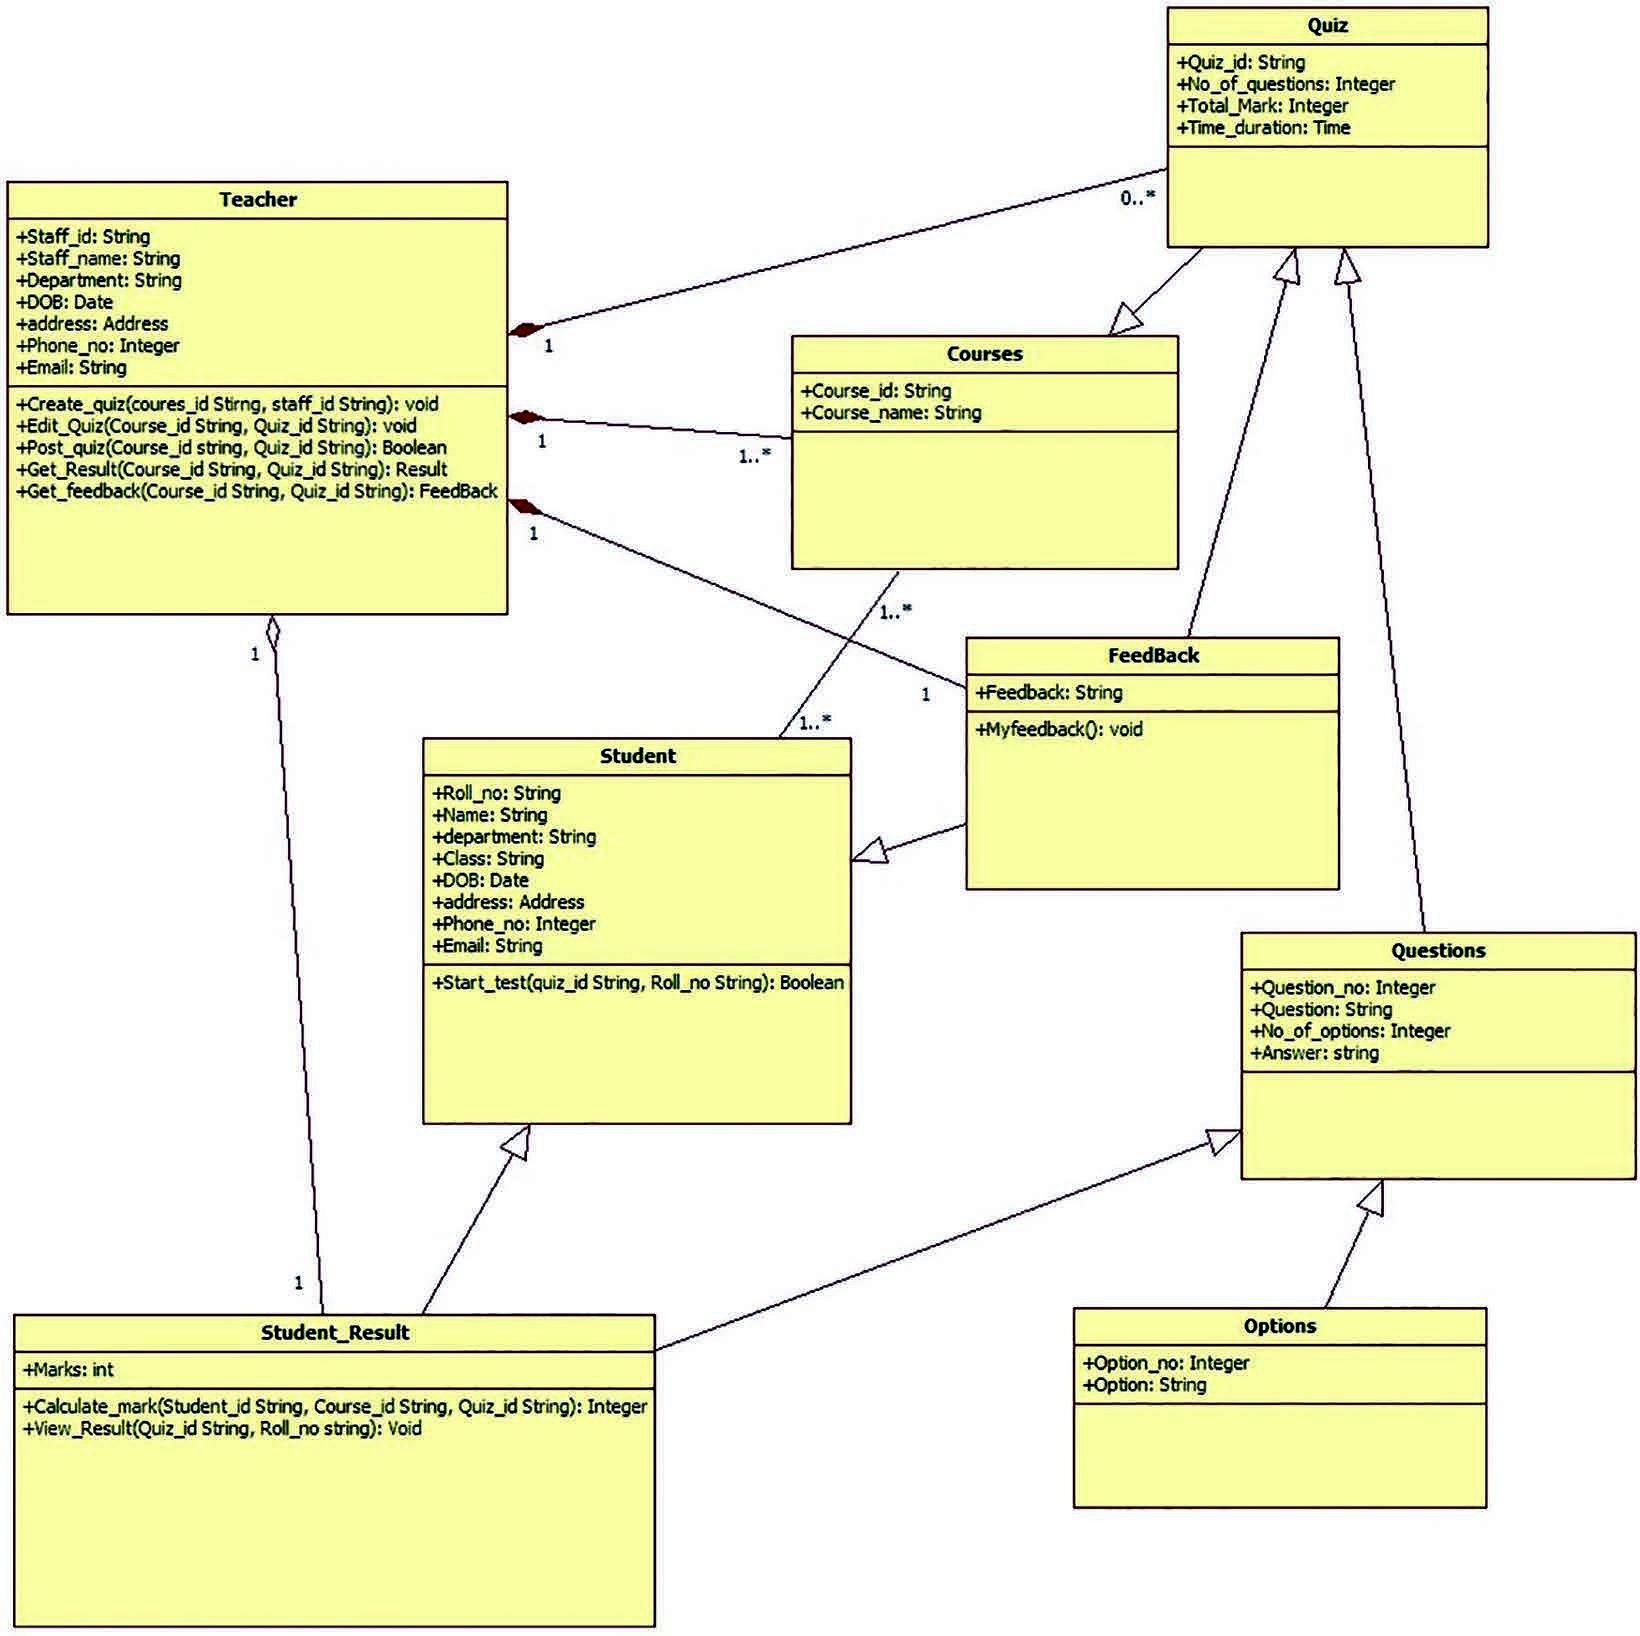 Quiz
+Quiz_id: String
+No_of_questions: Integer
+Total_Mark: Integer
+Time_duration: Time
0..*
Teacher
+Staff_id: String
+Staff_name: String
+Department: String
+DOB: Date
+address: Address
+Phone_no: Integer
+Email: String
+Create_quiz(coures_id Stirng, staff_id String): void
+Edit_Quiz(Course_id String, Quiz_id String): void
+Post_quiz(Course_id string, Quiz_id String): Boolean
+Get_Result(Course_id String, Quiz_id String): Result
+Get_feedback(Course_id String, Quiz_id String): FeedBack
1
1
1..*
1
1
Courses
+Course_id: String
+Course_name: String
1..*
1..*
1
FeedBack
+Feedback: String
+Myfeedback(): void
Student
+Roll_no: String
+Name: String
+department: String
+Class: String
+DOB: Date
+address: Address
+Phone_no: Integer
+Email: String
+Start_test(quiz_id String, Roll_no String): Boolean
Questions
+Question_no: Integer
+Question: String
+No_of_options: Integer
+Answer: string
1
Student_Result
+Marks: int
+Calculate_mark(Student_id String, Course_id String, Quiz_id String): Integer
+View_Result(Quiz_id String, Roll_no string): Void
Options
+Option_no: Integer
+Option: String